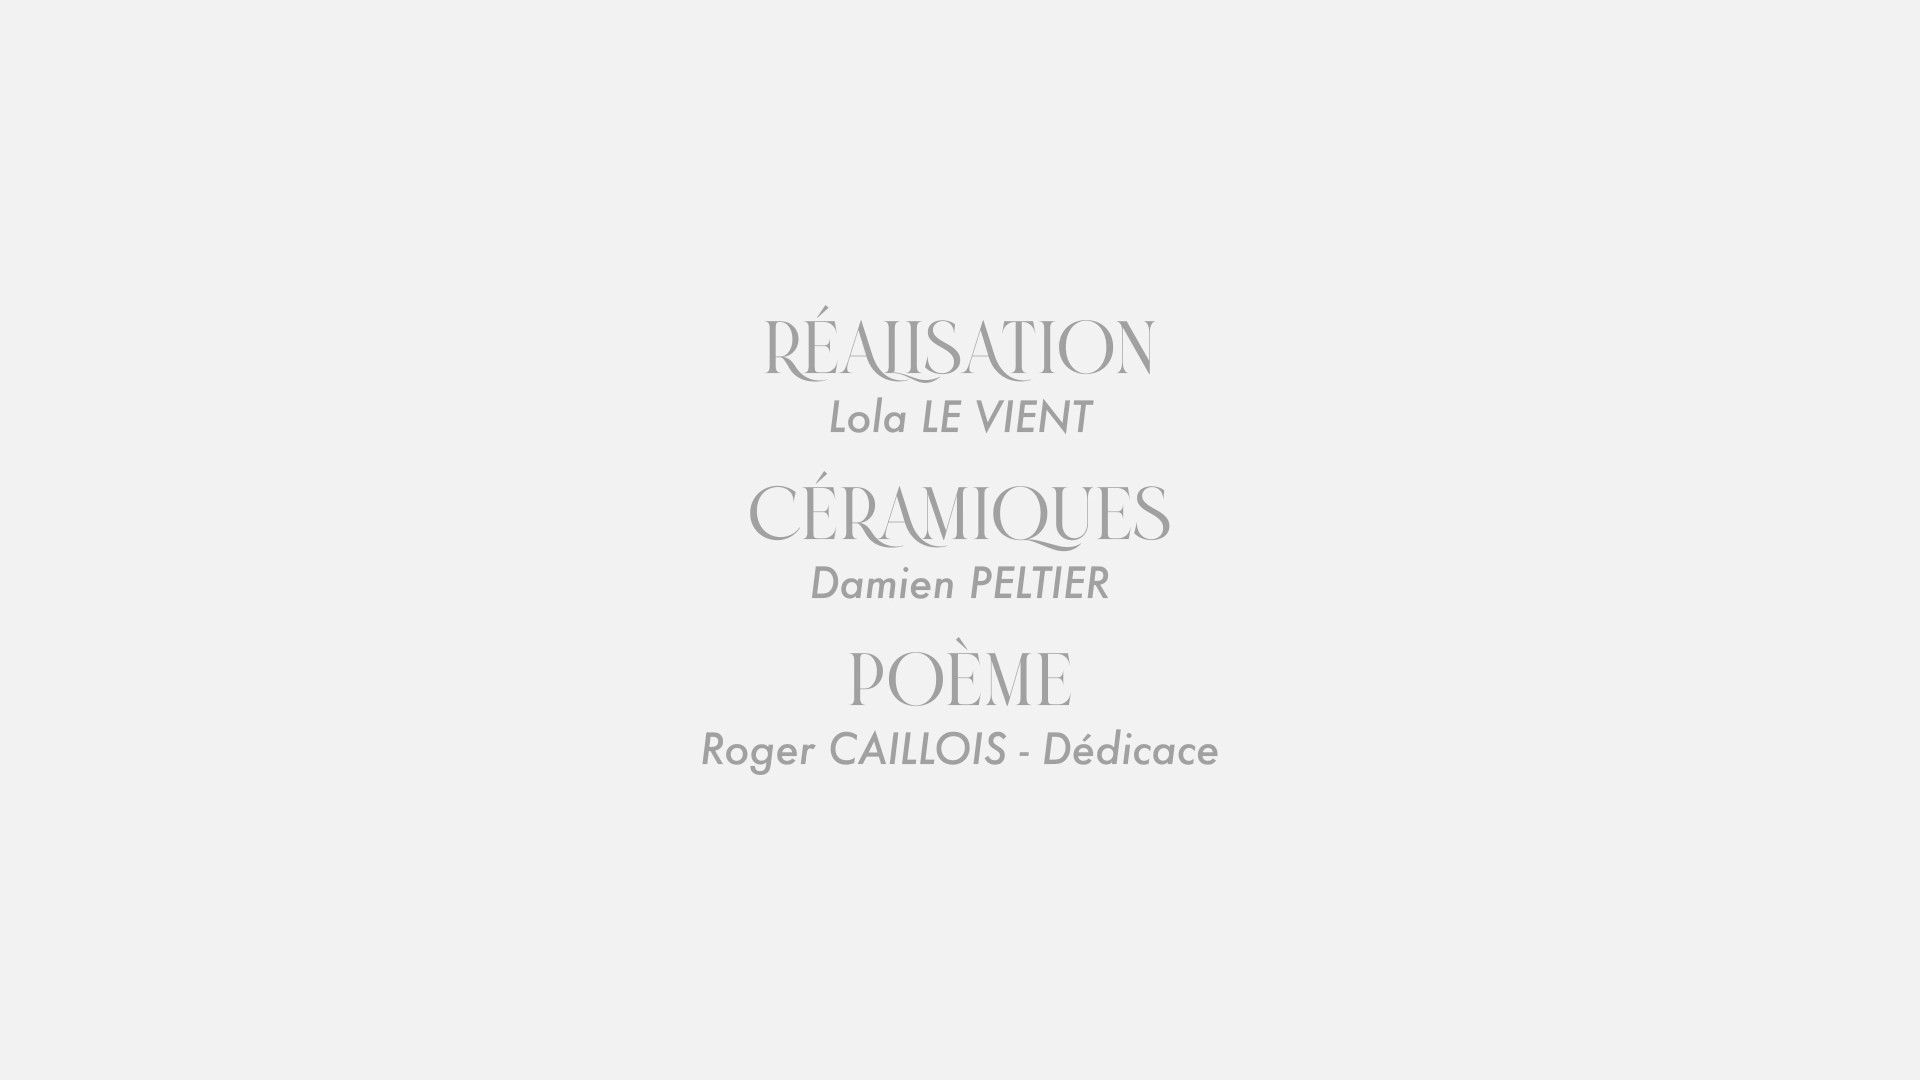 RÉALISATION
Lola LE VIENT
CÉRAMIQUES
Damien PELTIER
POÈME
Roger CAILLOIS - Dédicace